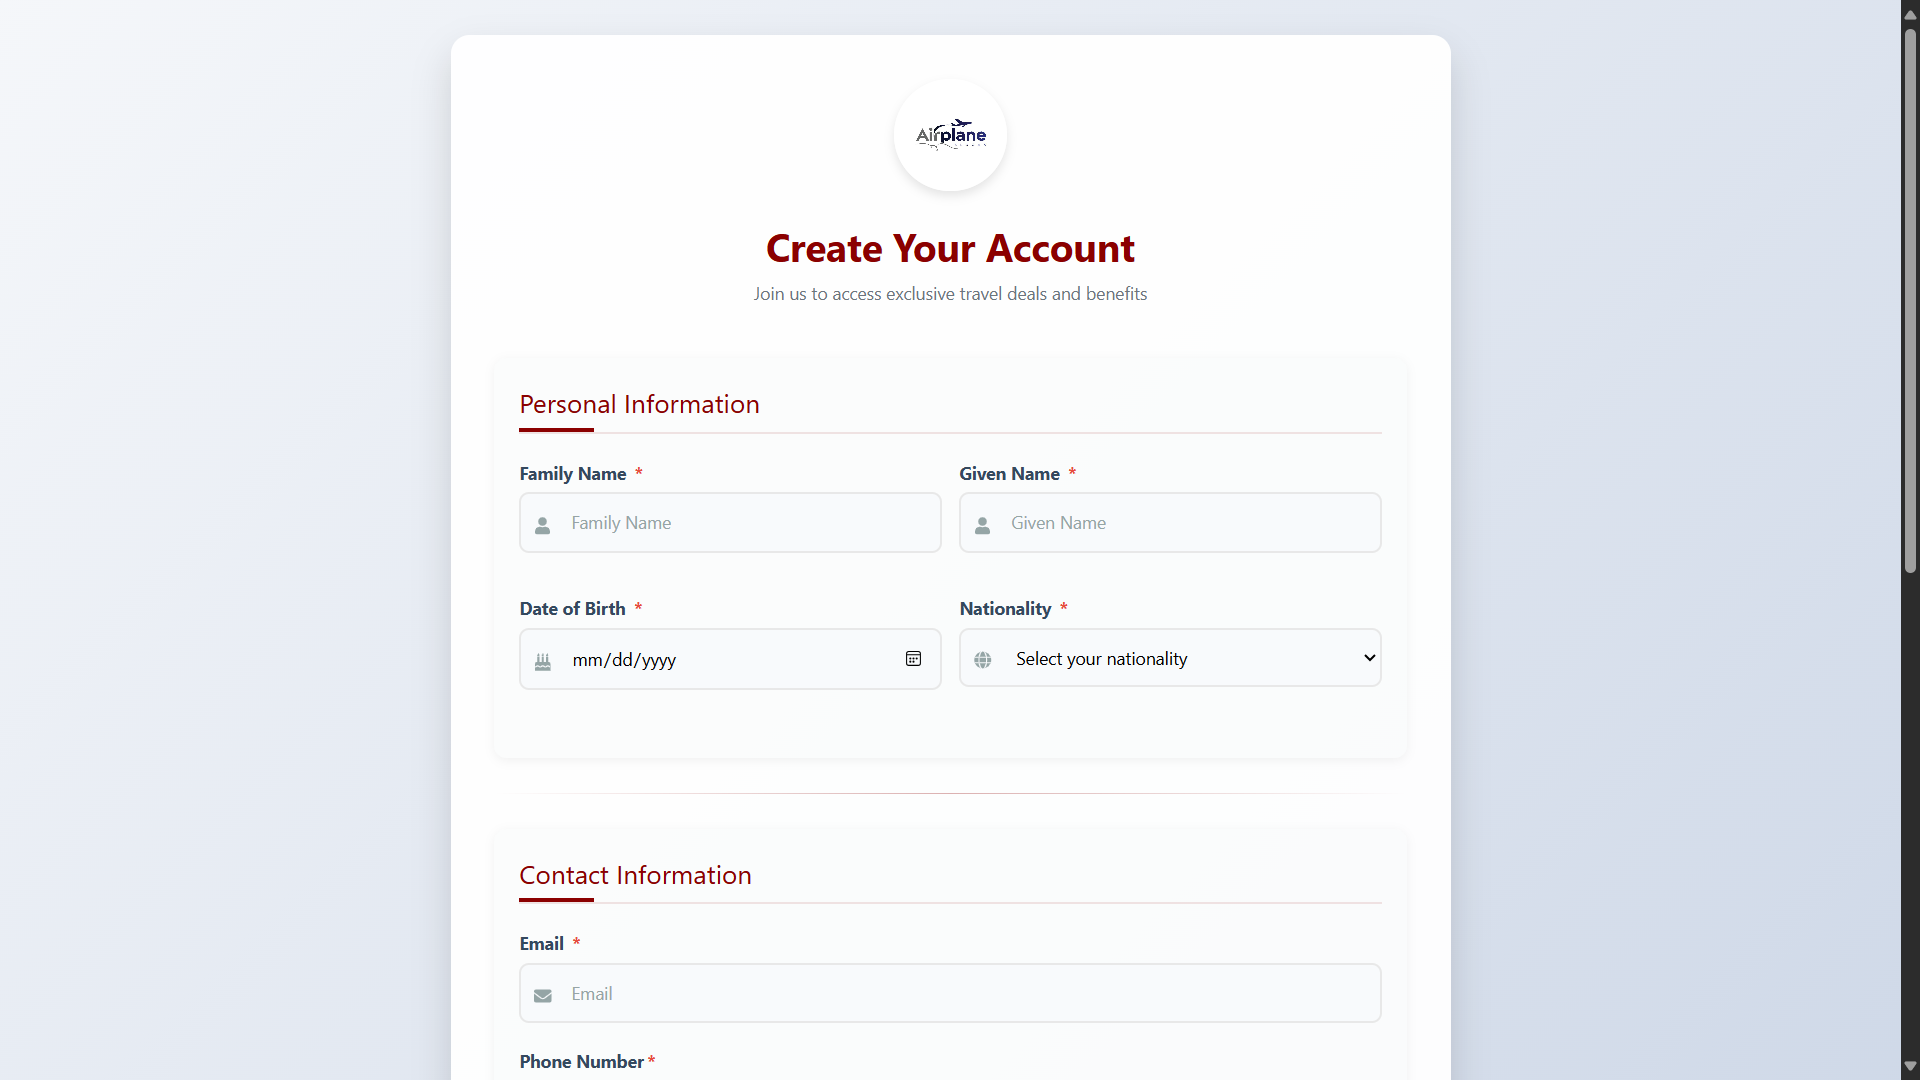 Airplane
Create Your Account
Join us to access exclusive travel deals and benefits
Personal Information
Family Name *
Given Name *
Family Name
Given Name
Date of Birth *
Nationality *
mm/dd/yyyy
Select your nationality
Contact Information
Email *
Email
Phone Number*